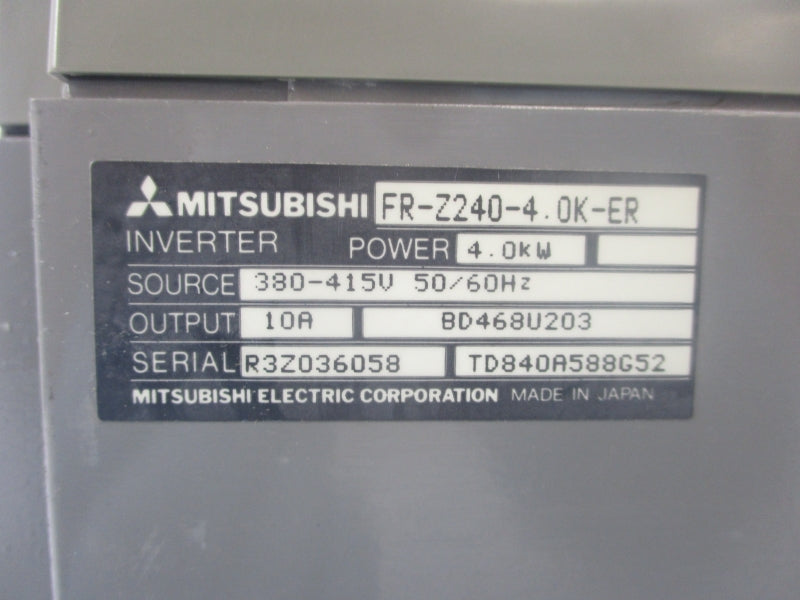 MITSUBISHI FR-Z240-4.0K-ER
INVERTER POWER 4.0kW
SOURCE 380-415V 50/60Hz
OUTPUT 10A BD468U203
SERIAL R3Z036058 TD840A588G52
MITSUBISHI ELECTRIC CORPORATION MADE IN JAPAN